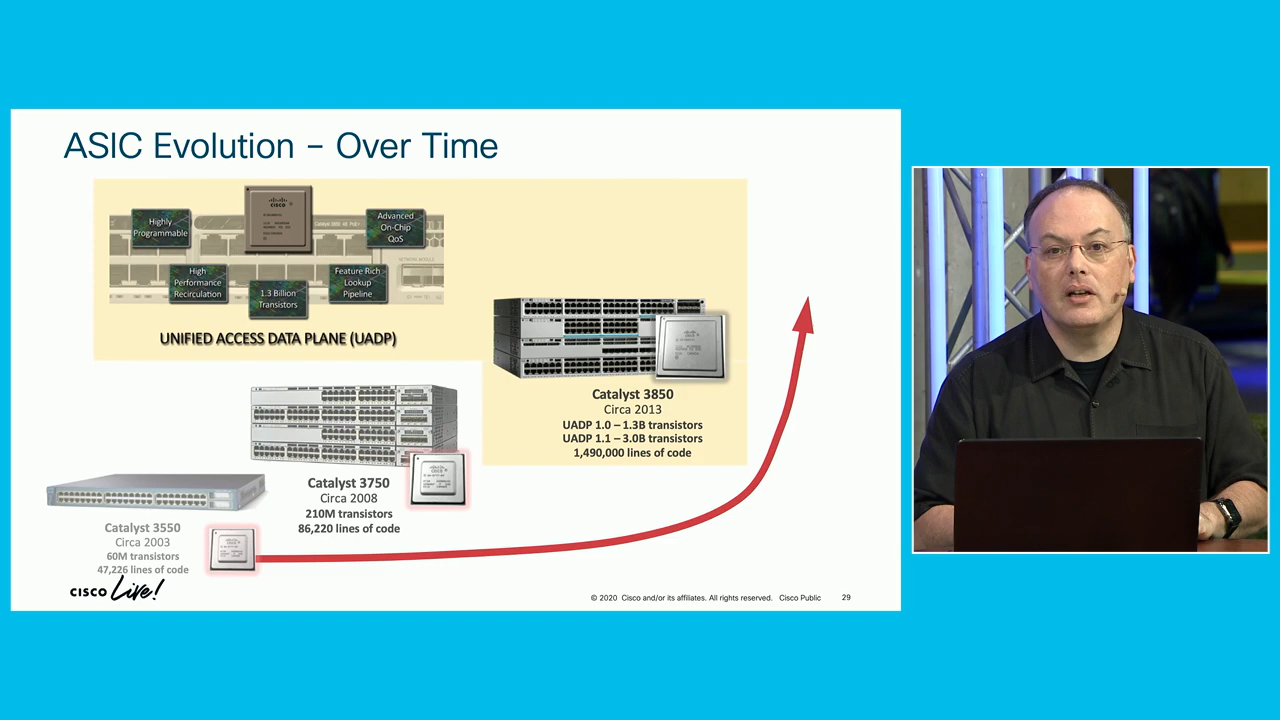 ASIC Evolution – Over Time
CISCO
Highly
Programmable
Advanced
On-Chip
QoS
High
Performance
Recirculation
1.3 Billion
Transistors
Feature Rich
Lookup
Pipeline
NETWORK MODULE
UNIFIED ACCESS DATA PLANE (UADP)
Catalyst 3850
Circa 2013
UADP 1.0 – 1.3B transistors
UADP 1.1 – 3.0B transistors
1,490,000 lines of code
Catalyst 3750
Circa 2008
210M transistors
86,220 lines of code
Catalyst 3550
Circa 2003
60M transistors
47,226 lines of code
CISCO Live!
© 2020 Cisco and/or its affiliates. All rights reserved. Cisco Public 29